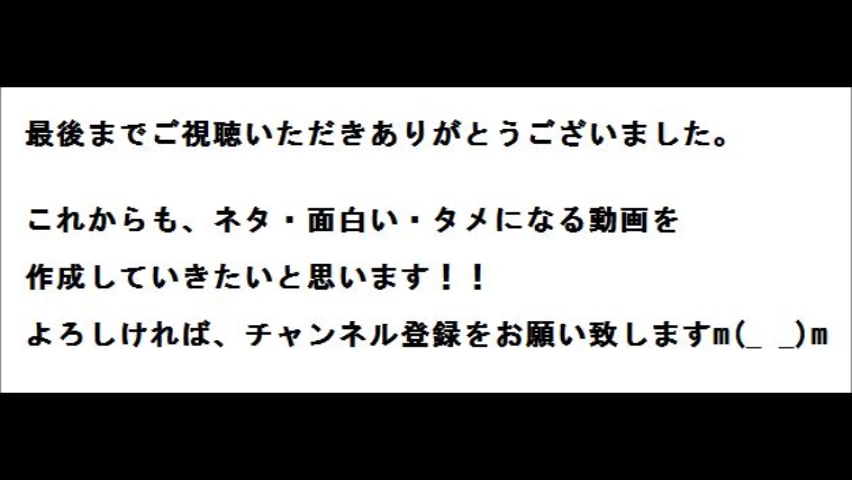 最後までご視聴いただきありがとうございました。
これからも、ネタ・面白い・タメになる動画を
作成していきたいと思います！！
よろしければ、チャンネル登録をお願い致しますm(_ _)m